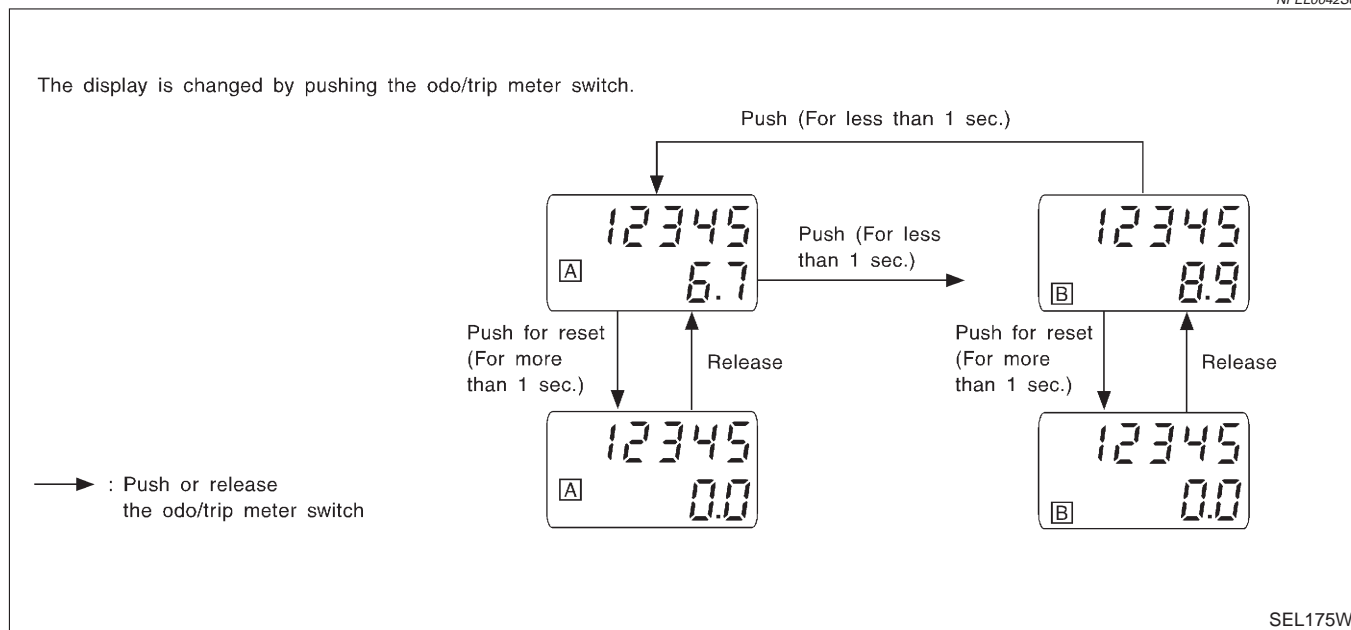 The display is changed by pushing the odo/trip meter switch.
Push (For less than 1 sec.)
12345
A
6.7
Push (For less
than 1 sec.)
12345
B
8.9
Push for reset
(For more
than 1 sec.)
Release
Push for reset
(For more
than 1 sec.)
Release
12345
A
0.0
12345
B
0.0
: Push or release
the odo/trip meter switch
SEL175W